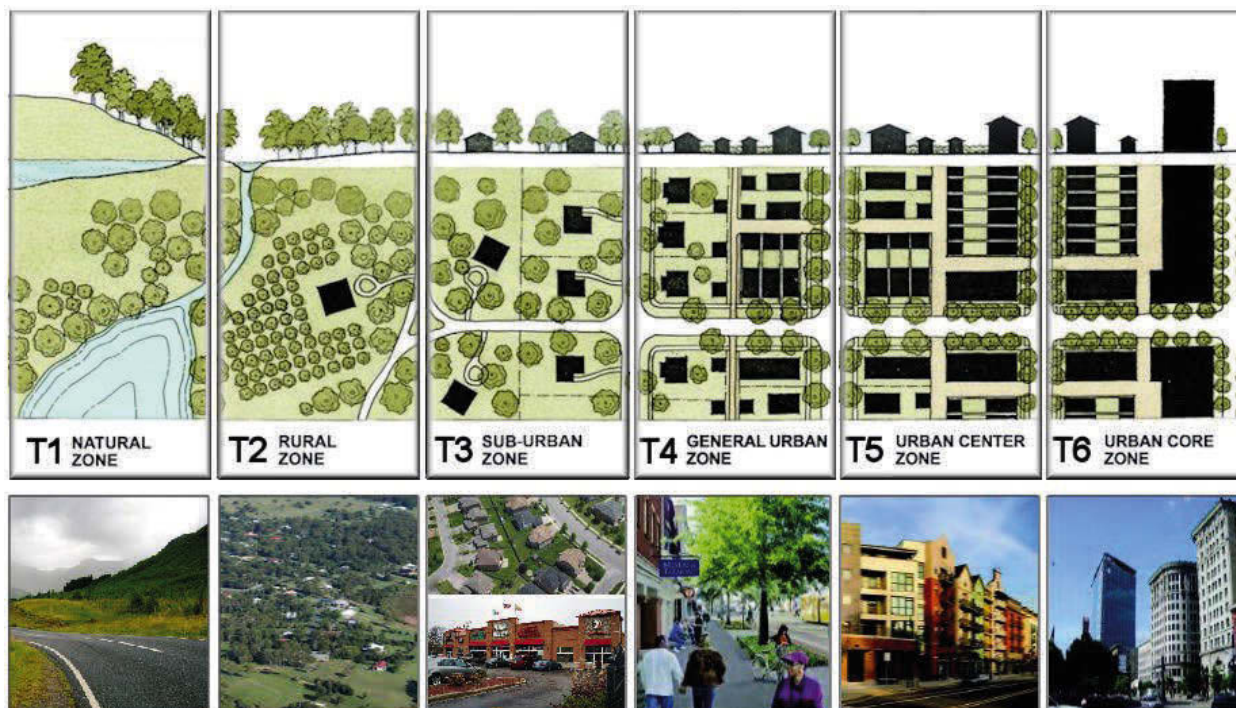 T1 NATURAL
ZONE
T2 RURAL
ZONE
T3 SUB-URBAN
ZONE
T4 GENERAL URBAN
ZONE
T5 URBAN CENTER
ZONE
T6 URBAN CORE
ZONE